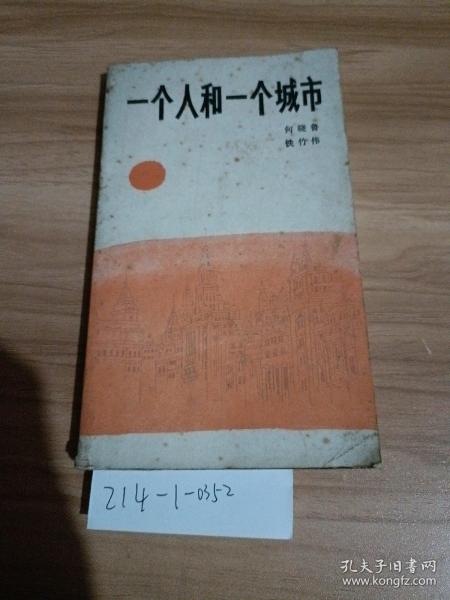 一个人和一个城市
何晓鲁
铁竹伟
214-1-0352
孔夫子旧书网
www.kongfz.com